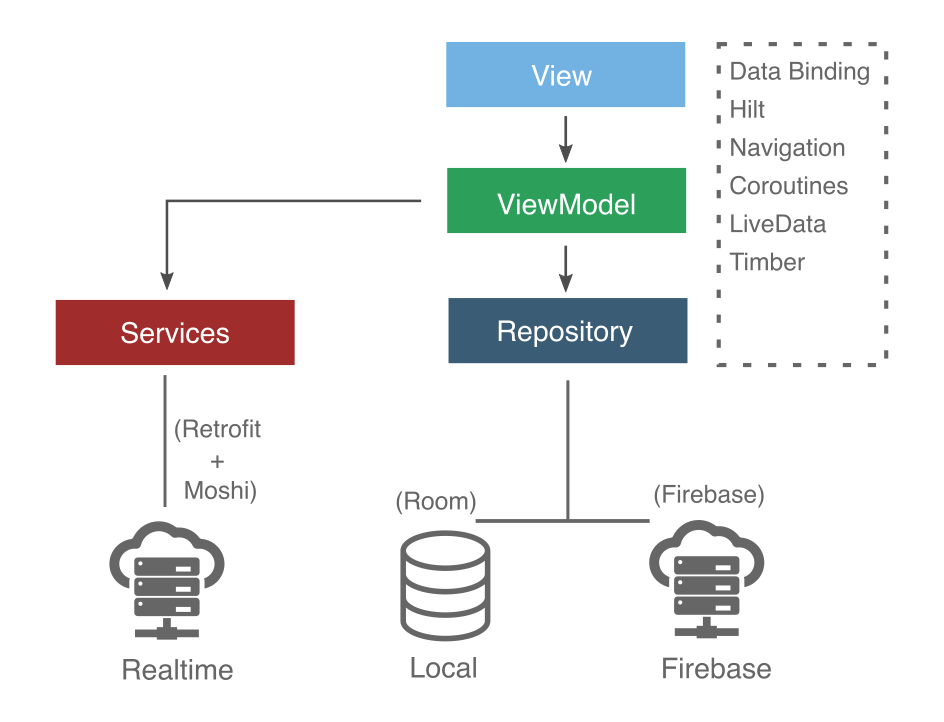 View
Data Binding
Hilt
Navigation
Coroutines
LiveData
Timber
ViewModel
Services
Repository
(Retrofit
+
Moshi)
(Room)
(Firebase)
Realtime
Local
Firebase